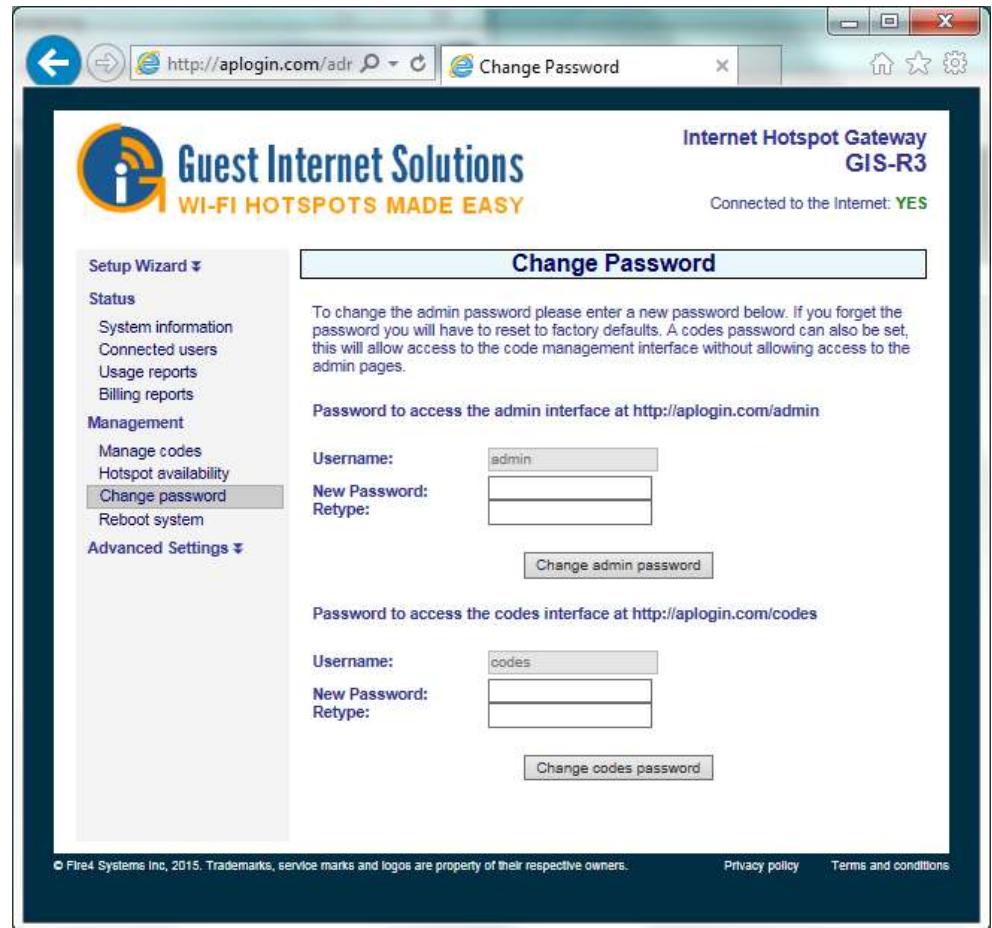 http://aplogin.com/adr
Change Password
Guest Internet Solutions
WI-FI HOTSPOTS MADE EASY
Internet Hotspot Gateway
GIS-R3
Connected to the Internet: YES
Setup Wizard
Status
System information
Connected users
Usage reports
Billing reports
Management
Manage codes
Hotspot availability
Change password
Reboot system
Advanced Settings
Change Password
To change the admin password please enter a new password below. If you forget the
password you will have to reset to factory defaults. A codes password can also be set,
this will allow access to the code management interface without allowing access to the
admin pages.
Password to access the admin interface at http://aplogin.com/admin
Username: admin
New Password:
Retype:
Change admin password
Password to access the codes interface at http://aplogin.com/codes
Username: codes
New Password:
Retype:
Change codes password
© Fire4 Systems Inc, 2015. Trademarks, service marks and logos are property of their respective owners. Privacy policy Terms and conditions